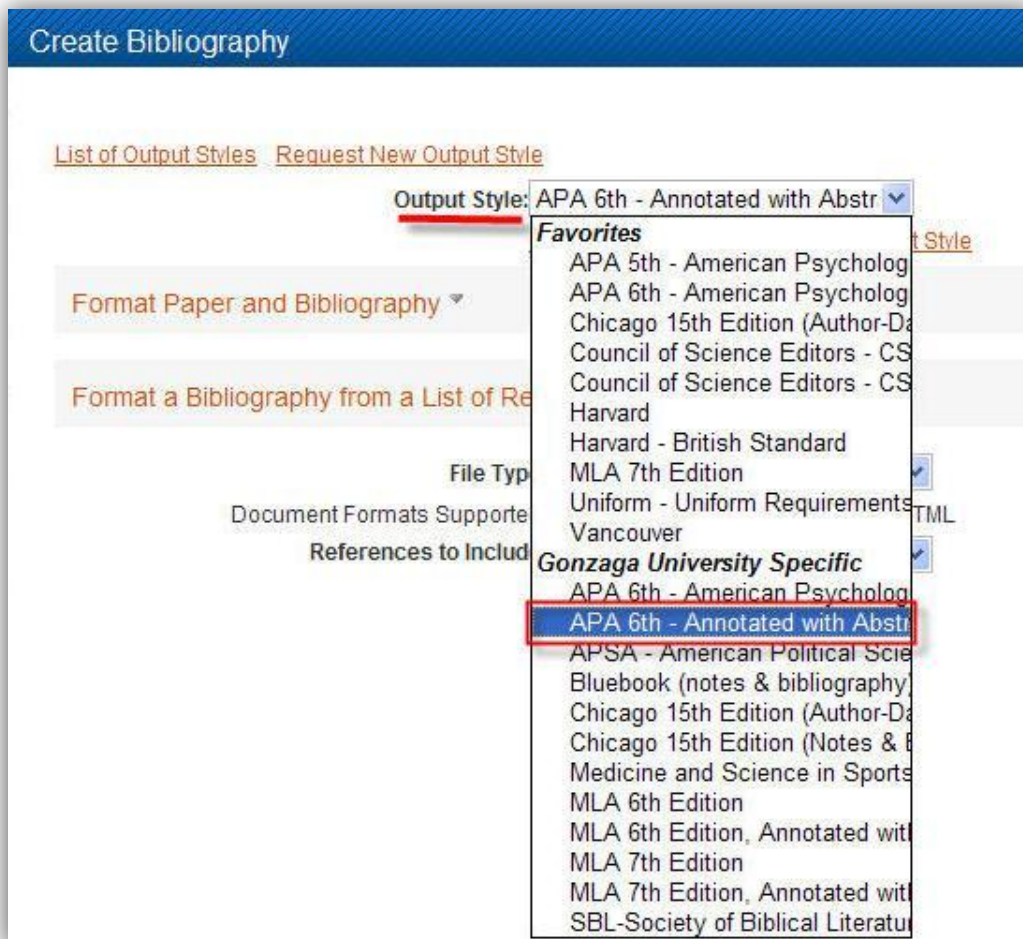 Create Bibliography
List of Output Styles Request New Output Style
Output Style: APA 6th - Annotated with Abstr
Favorites
t Style
APA 5th - American Psycholog
APA 6th - American Psycholog
Format Paper and Bibliography
Chicago 15th Edition (Author-Da
Council of Science Editors - CS
Council of Science Editors - CS
Format a Bibliography from a List of Re
Harvard
Harvard - British Standard
File Typ
MLA 7th Edition
Document Formats Supporte
Uniform - Uniform Requirements
TML
Vancouver
References to Includ
Gonzaga University Specific
APA 6th - American Psycholog
APA 6th - Annotated with Abstr
APSA - American Political Scie
Bluebook (notes & bibliography)
Chicago 15th Edition (Author-Da
Chicago 15th Edition (Notes & B
Medicine and Science in Sports
MLA 6th Edition
MLA 6th Edition, Annotated with
MLA 7th Edition
MLA 7th Edition, Annotated with
SBL-Society of Biblical Literatur